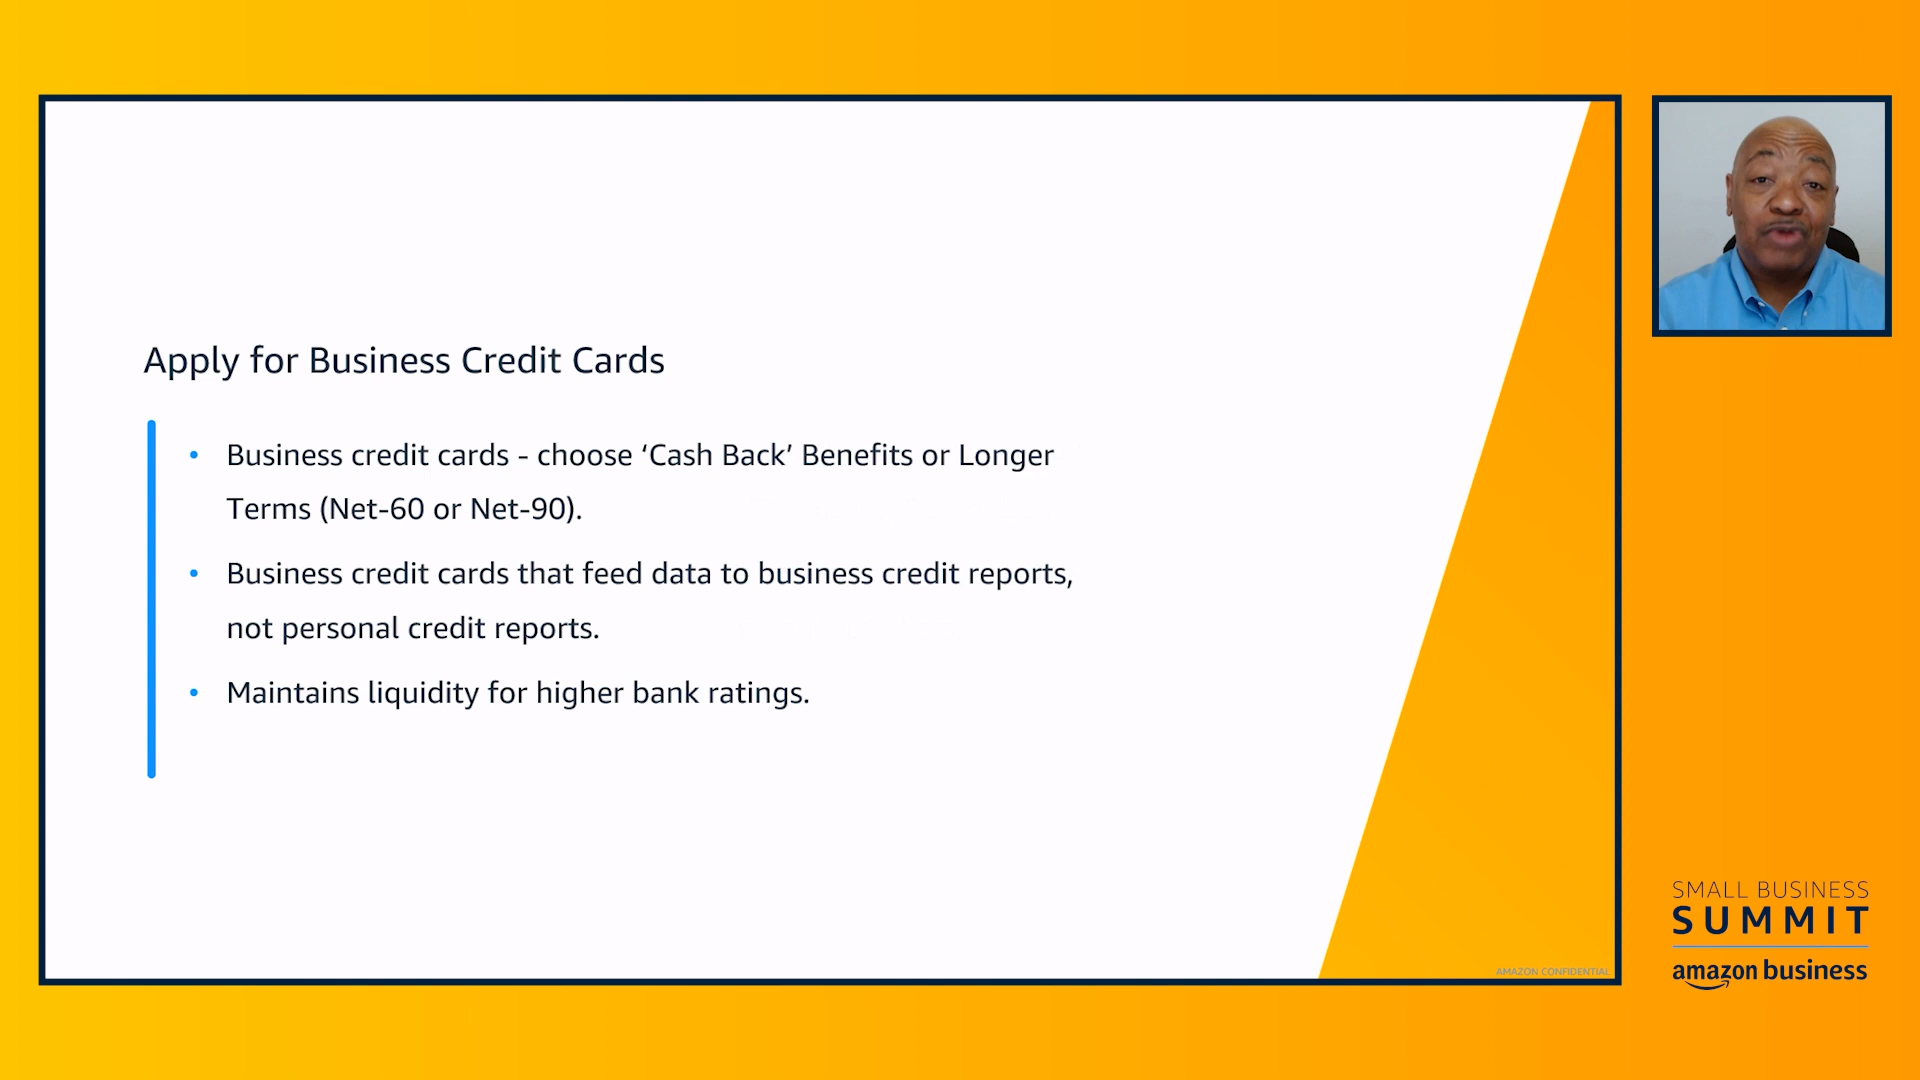 Apply for Business Credit Cards
• Business credit cards - choose ‘Cash Back’ Benefits or Longer
Terms (Net-60 or Net-90).
• Business credit cards that feed data to business credit reports,
not personal credit reports.
• Maintains liquidity for higher bank ratings.
AMAZON CONFIDENTIAL
SMALL BUSINESS
SUMMIT
amazon business